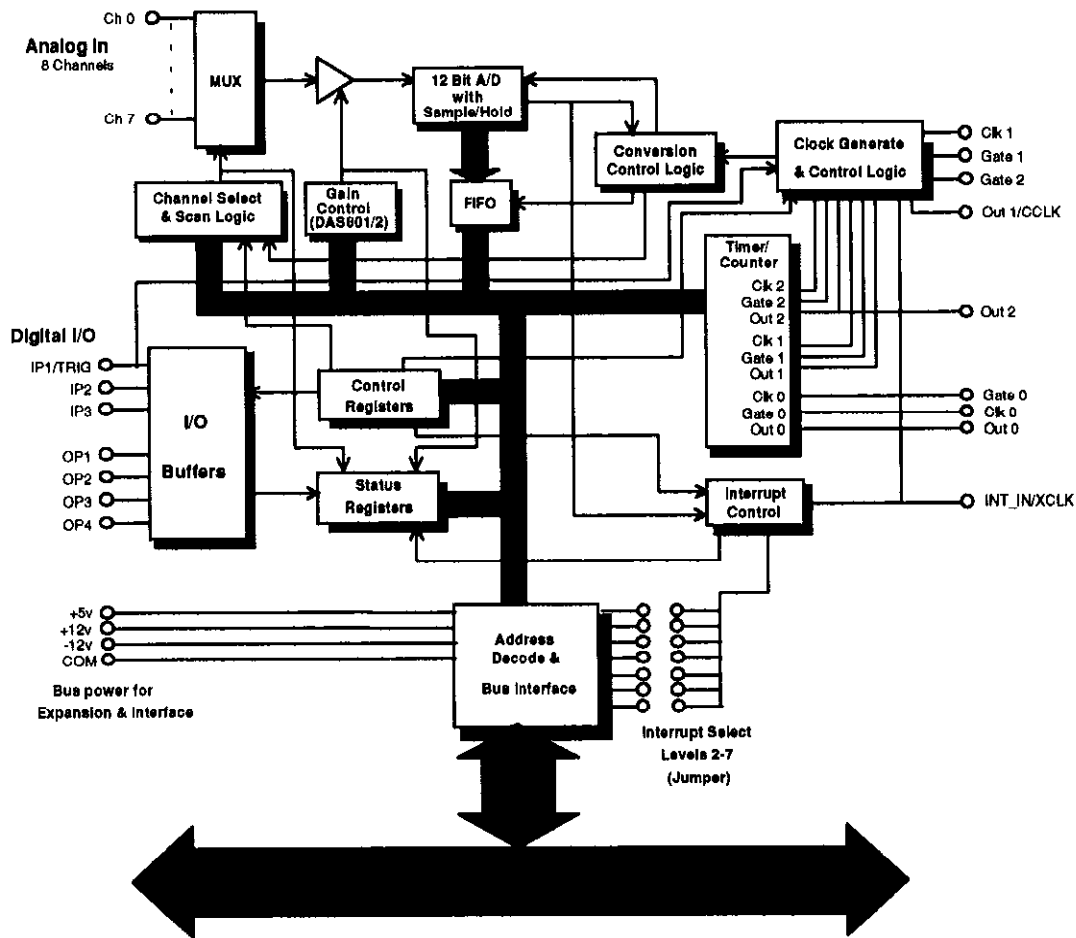 Ch 0
Analog In
8 Channels
Ch 7
MUX
12 Bit A/D
with
Sample/Hold
Conversion
Control Logic
Clock Generate
& Control Logic
Clk 1
Gate 1
Gate 2
Out 1/CCLK
Channel Select
& Scan Logic
Gain
Control
(DAS601/2)
FIFO
Timer/
Counter
Clk 2
Gate 2
Out 2
Clk 1
Gate 1
Out 1
Clk 0
Gate 0
Out 0
Out 2
Gate 0
Clk 0
Out 0
Digital I/O
IP1/TRIG
IP2
IP3
OP1
OP2
OP3
OP4
I/O
Buffers
Control
Registers
Status
Registers
Interrupt
Control
INT_IN/XCLK
+5v
+12v
-12v
COM
Bus power for
Expansion & Interface
Address
Decode &
Bus Interface
Interrupt Select
Levels 2-7
(Jumper)